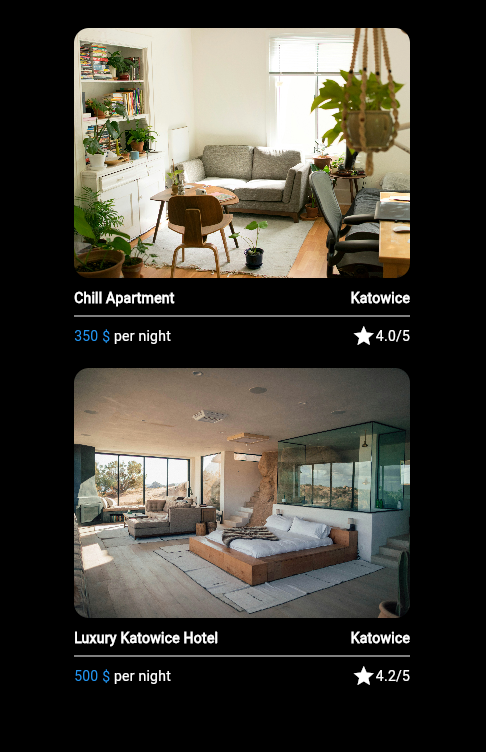 Chill Apartment Katowice
350 $ per night 4.0/5
Luxury Katowice Hotel Katowice
500 $ per night 4.2/5